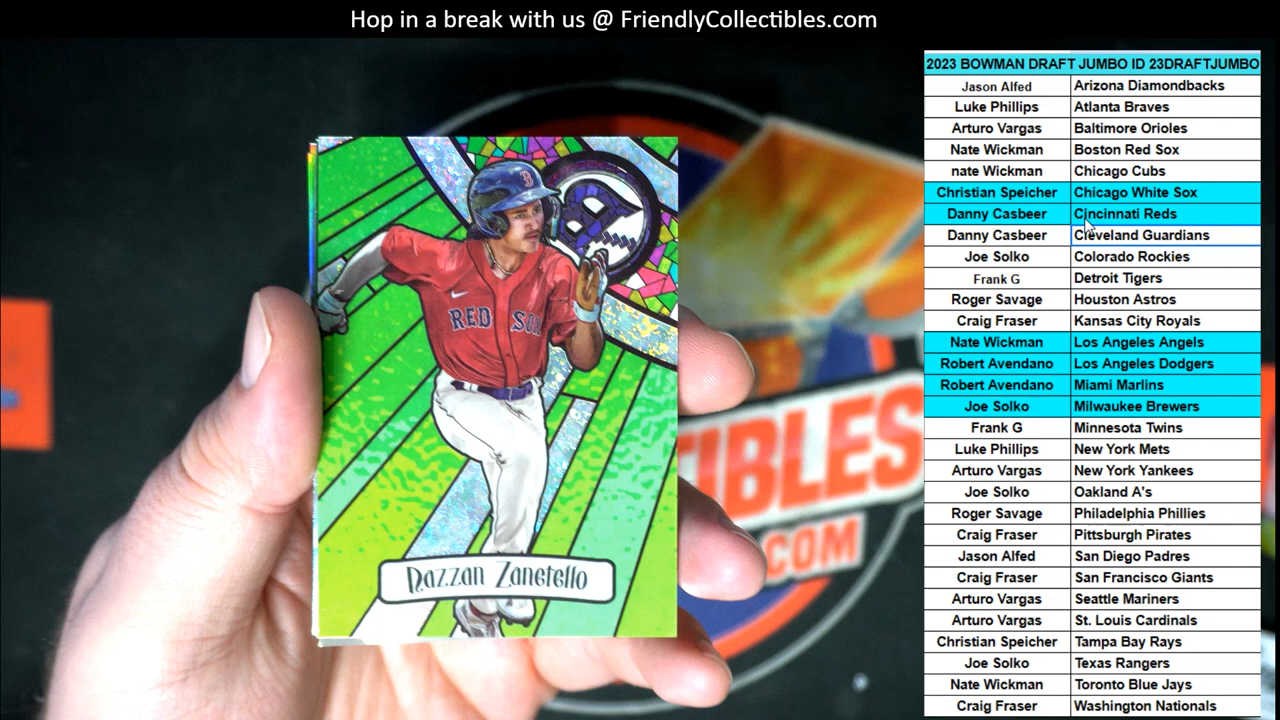 Hop in a break with us @ FriendlyCollectibles.com
2023 BOWMAN DRAFT JUMBO ID 23DRAFTJUMBO
Jason Alfed Arizona Diamondbacks
Luke Phillips Atlanta Braves
Arturo Vargas Baltimore Orioles
Nate Wickman Boston Red Sox
nate Wickman Chicago Cubs
Christian Speicher Chicago White Sox
Danny Casbeer Cincinnati Reds
Danny Casbeer Cleveland Guardians
Joe Solko Colorado Rockies
Frank G Detroit Tigers
Roger Savage Houston Astros
Craig Fraser Kansas City Royals
Nate Wickman Los Angeles Angels
Robert Avendano Los Angeles Dodgers
Robert Avendano Miami Marlins
Joe Solko Milwaukee Brewers
Frank G Minnesota Twins
Luke Phillips New York Mets
Arturo Vargas New York Yankees
Joe Solko Oakland A's
Roger Savage Philadelphia Phillies
Craig Fraser Pittsburgh Pirates
Jason Alfed San Diego Padres
Craig Fraser San Francisco Giants
Arturo Vargas Seattle Mariners
Arturo Vargas St. Louis Cardinals
Christian Speicher Tampa Bay Rays
Joe Solko Texas Rangers
Nate Wickman Toronto Blue Jays
Craig Fraser Washington Nationals
B
RED SOX
Nazzan Zanetello
TIBLES
.COM